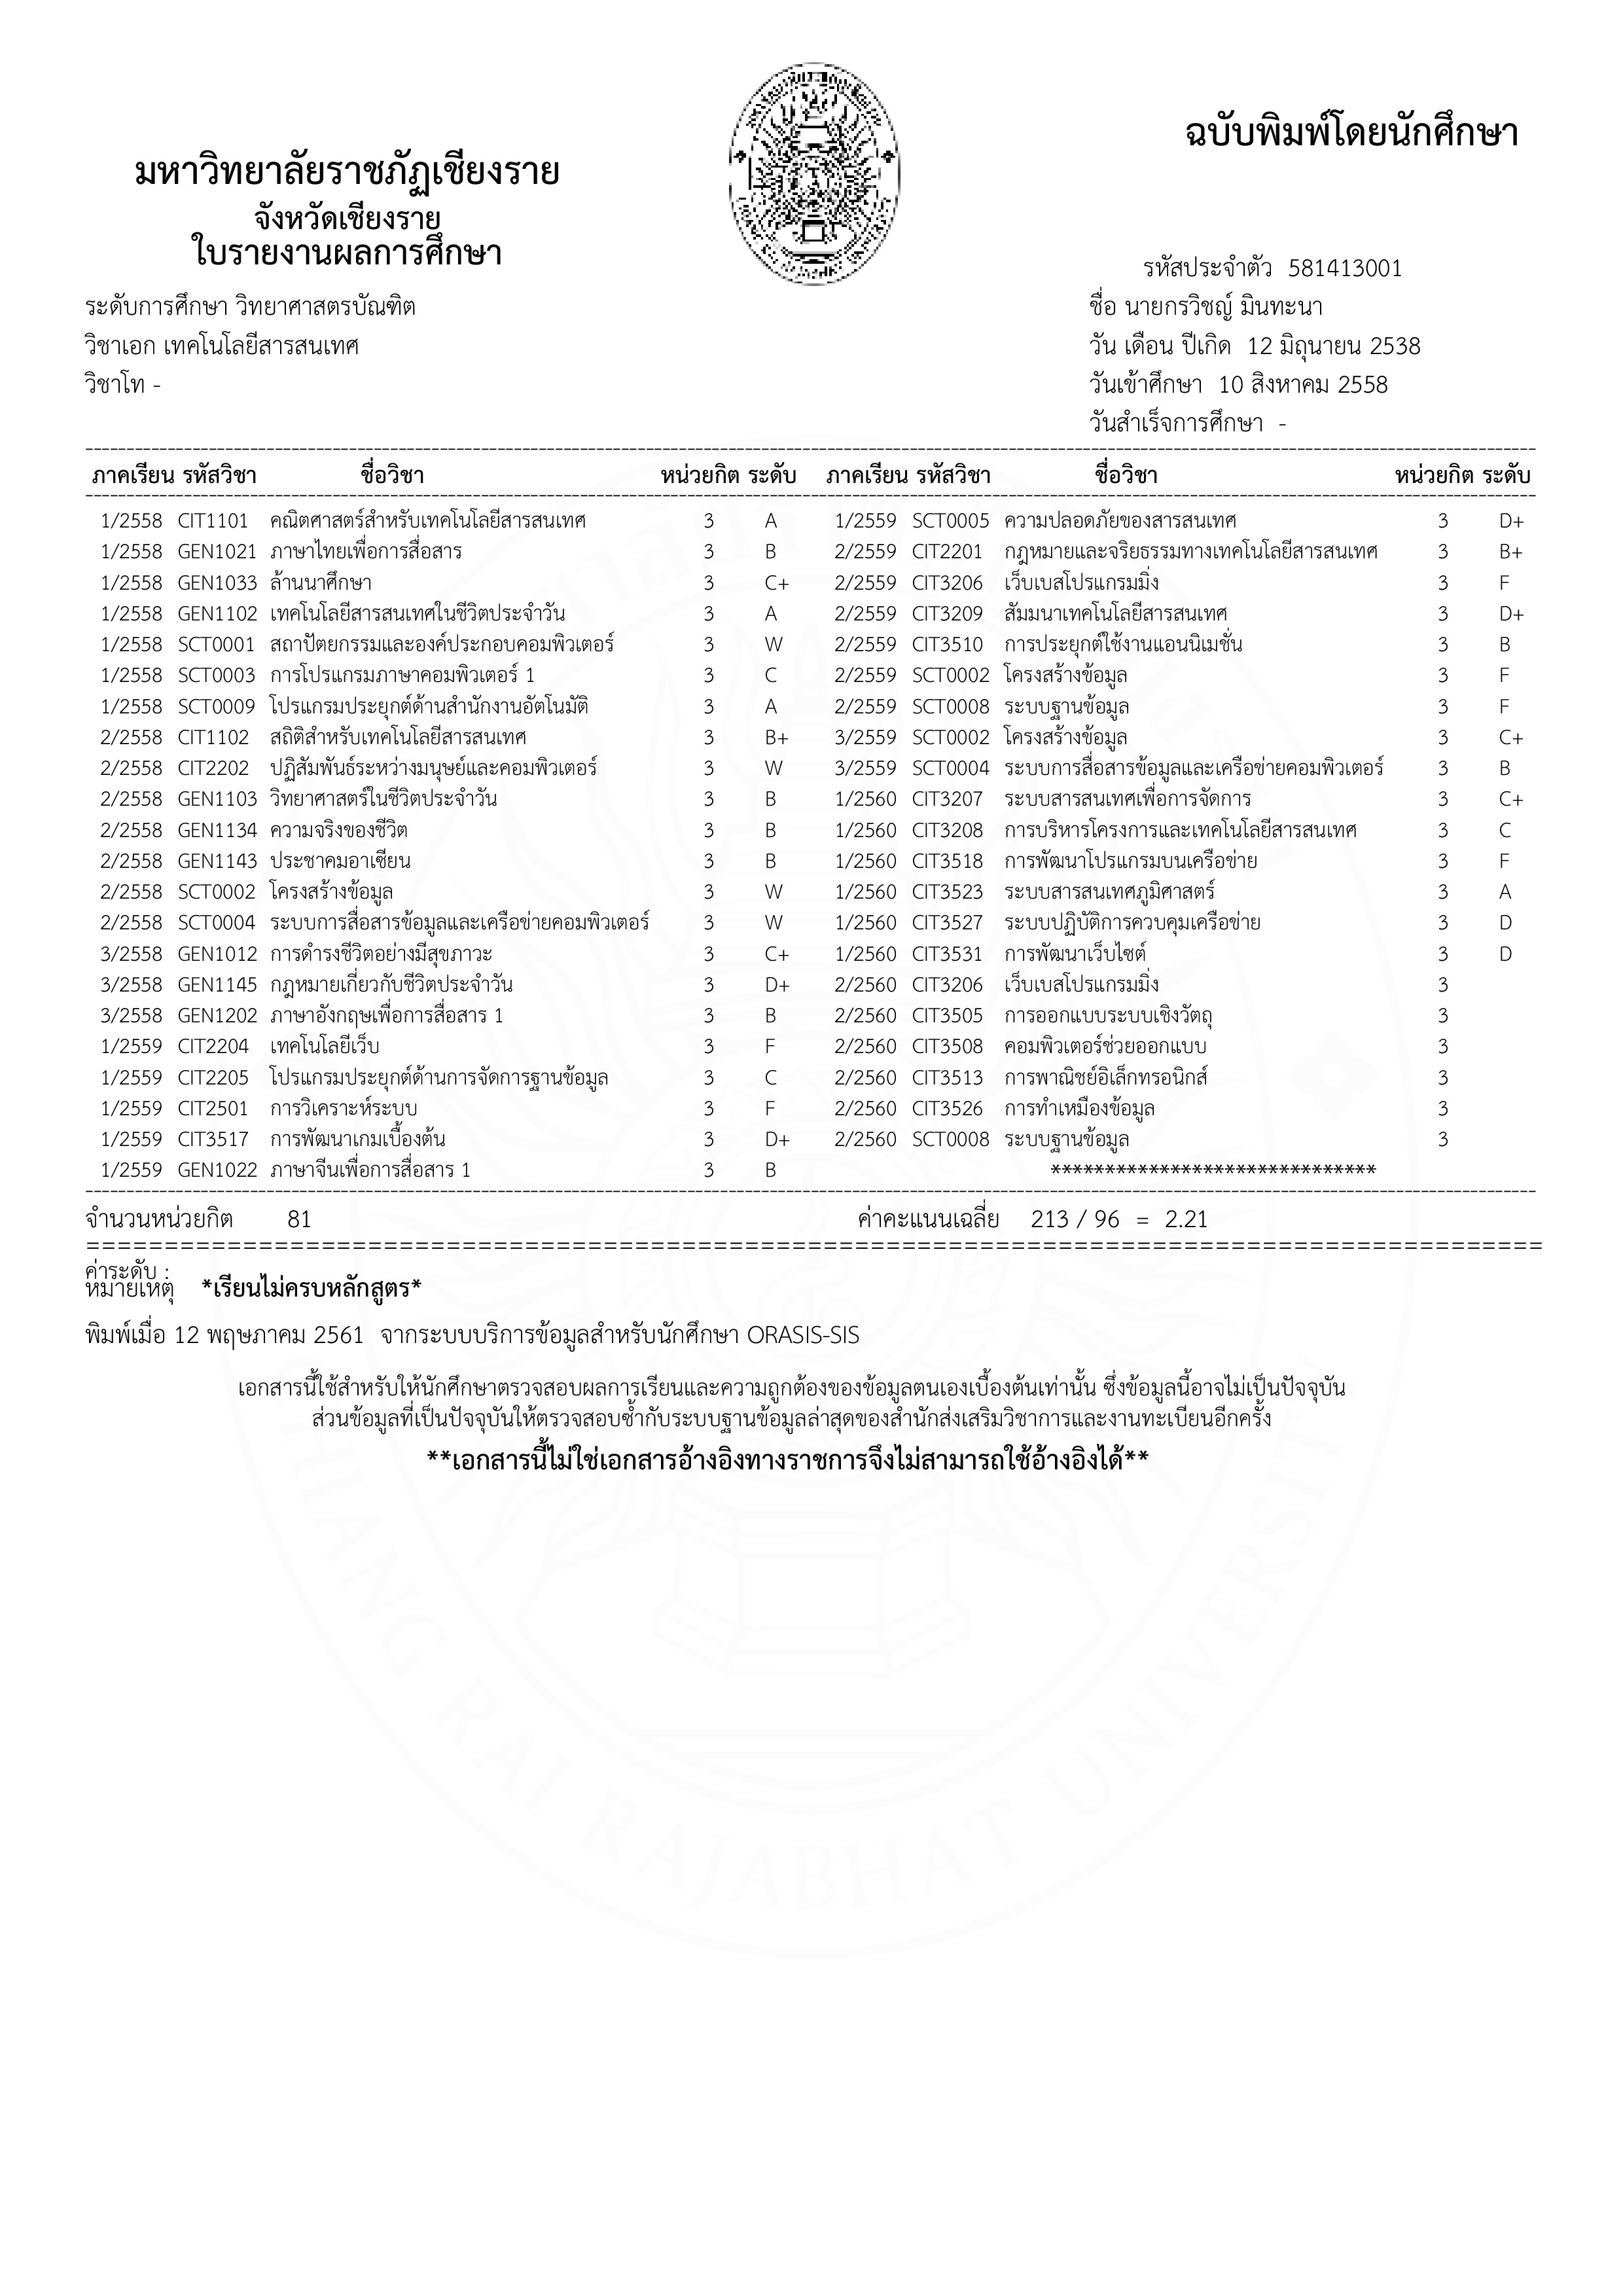 ฉบับพิมพ์โดยนักศึกษา
มหาวิทยาลัยราชภัฏเชียงราย
จังหวัดเชียงราย
ใบรายงานผลการศึกษา
ระดับการศึกษา วิทยาศาสตรบัณฑิต
วิชาเอก เทคโนโลยีสารสนเทศ
วิชาโท -
รหัสประจำตัว 581413001
ชื่อ นายกรวิชญ์ มินทะนา
วัน เดือน ปีเกิด 12 มิถุนายน 2538
วันเข้าศึกษา 10 สิงหาคม 2558
วันสำเร็จการศึกษา -
ภาคเรียน รหัสวิชา ชื่อวิชา หน่วยกิต ระดับ
1/2558 CIT1101 คณิตศาสตร์สำหรับเทคโนโลยีสารสนเทศ 3 A
1/2558 GEN1021 ภาษาไทยเพื่อการสื่อสาร 3 B
1/2558 GEN1033 ล้านนาศึกษา 3 C+
1/2558 GEN1102 เทคโนโลยีสารสนเทศในชีวิตประจำวัน 3 A
1/2558 SCT0001 สถาปัตยกรรมและองค์ประกอบคอมพิวเตอร์ 3 W
1/2558 SCT0003 การโปรแกรมภาษาคอมพิวเตอร์ 1 3 C
1/2558 SCT0009 โปรแกรมประยุกต์ด้านสำนักงานอัตโนมัติ 3 A
2/2558 CIT1102 สถิติสำหรับเทคโนโลยีสารสนเทศ 3 B+
2/2558 CIT2202 ปฏิสัมพันธ์ระหว่างมนุษย์และคอมพิวเตอร์ 3 W
2/2558 GEN1103 วิทยาศาสตร์ในชีวิตประจำวัน 3 B
2/2558 GEN1134 ความจริงของชีวิต 3 B
2/2558 GEN1143 ประชาคมอาเซียน 3 B
2/2558 SCT0002 โครงสร้างข้อมูล 3 W
2/2558 SCT0004 ระบบการสื่อสารข้อมูลและเครือข่ายคอมพิวเตอร์ 3 W
3/2558 GEN1012 การดำรงชีวิตอย่างมีสุขภาวะ 3 C+
3/2558 GEN1145 กฎหมายเกี่ยวกับชีวิตประจำวัน 3 D+
3/2558 GEN1202 ภาษาอังกฤษเพื่อการสื่อสาร 1 3 B
1/2559 CIT2204 เทคโนโลยีเว็บ 3 F
1/2559 CIT2205 โปรแกรมประยุกต์ด้านการจัดการฐานข้อมูล 3 C
1/2559 CIT2501 การวิเคราะห์ระบบ 3 F
1/2559 CIT3517 การพัฒนาเกมเบื้องต้น 3 D+
1/2559 GEN1022 ภาษาจีนเพื่อการสื่อสาร 1 3 B
ภาคเรียน รหัสวิชา ชื่อวิชา หน่วยกิต ระดับ
1/2559 SCT0005 ความปลอดภัยของสารสนเทศ 3 D+
2/2559 CIT2201 กฎหมายและจริยธรรมทางเทคโนโลยีสารสนเทศ 3 B+
2/2559 CIT3206 เว็บเบสโปรแกรมมิ่ง 3 F
2/2559 CIT3209 สัมมนาเทคโนโลยีสารสนเทศ 3 D+
2/2559 CIT3510 การประยุกต์ใช้งานแอนนิเมชั่น 3 B
2/2559 SCT0002 โครงสร้างข้อมูล 3 F
2/2559 SCT0008 ระบบฐานข้อมูล 3 F
3/2559 SCT0002 โครงสร้างข้อมูล 3 C+
3/2559 SCT0004 ระบบการสื่อสารข้อมูลและเครือข่ายคอมพิวเตอร์ 3 B
1/2560 CIT3207 ระบบสารสนเทศเพื่อการจัดการ 3 C+
1/2560 CIT3208 การบริหารโครงการและเทคโนโลยีสารสนเทศ 3 C
1/2560 CIT3518 การพัฒนาโปรแกรมบนเครือข่าย 3 F
1/2560 CIT3523 ระบบสารสนเทศภูมิศาสตร์ 3 A
1/2560 CIT3527 ระบบปฏิบัติการควบคุมเครือข่าย 3 D
1/2560 CIT3531 การพัฒนาเว็บไซต์ 3 D
2/2560 CIT3206 เว็บเบสโปรแกรมมิ่ง 3
2/2560 CIT3505 การออกแบบระบบเชิงวัตถุ 3
2/2560 CIT3508 คอมพิวเตอร์ช่วยออกแบบ 3
2/2560 CIT3513 การพาณิชย์อิเล็กทรอนิกส์ 3
2/2560 CIT3526 การทำเหมืองข้อมูล 3
2/2560 SCT0008 ระบบฐานข้อมูล 3
******************************
จำนวนหน่วยกิต 81 ค่าคะแนนเฉลี่ย 213 / 96 = 2.21
ค่าระดับ :
หมายเหตุ *เรียนไม่ครบหลักสูตร*
พิมพ์เมื่อ 12 พฤษภาคม 2561 จากระบบบริการข้อมูลสำหรับนักศึกษา ORASIS-SIS
เอกสารนี้ใช้สำหรับให้นักศึกษาตรวจสอบผลการเรียนและความถูกต้องของข้อมูลตนเองเบื้องต้นเท่านั้น ซึ่งข้อมูลนี้อาจไม่เป็นปัจจุบัน
ส่วนข้อมูลที่เป็นปัจจุบันให้ตรวจสอบซ้ำกับระบบฐานข้อมูลล่าสุดของสำนักส่งเสริมวิชาการและงานทะเบียนอีกครั้ง
**เอกสารนี้ไม่ใช่เอกสารอ้างอิงทางราชการจึงไม่สามารถใช้อ้างอิงได้**
CHIANG RAI RAJABHAT UNIVERSITY